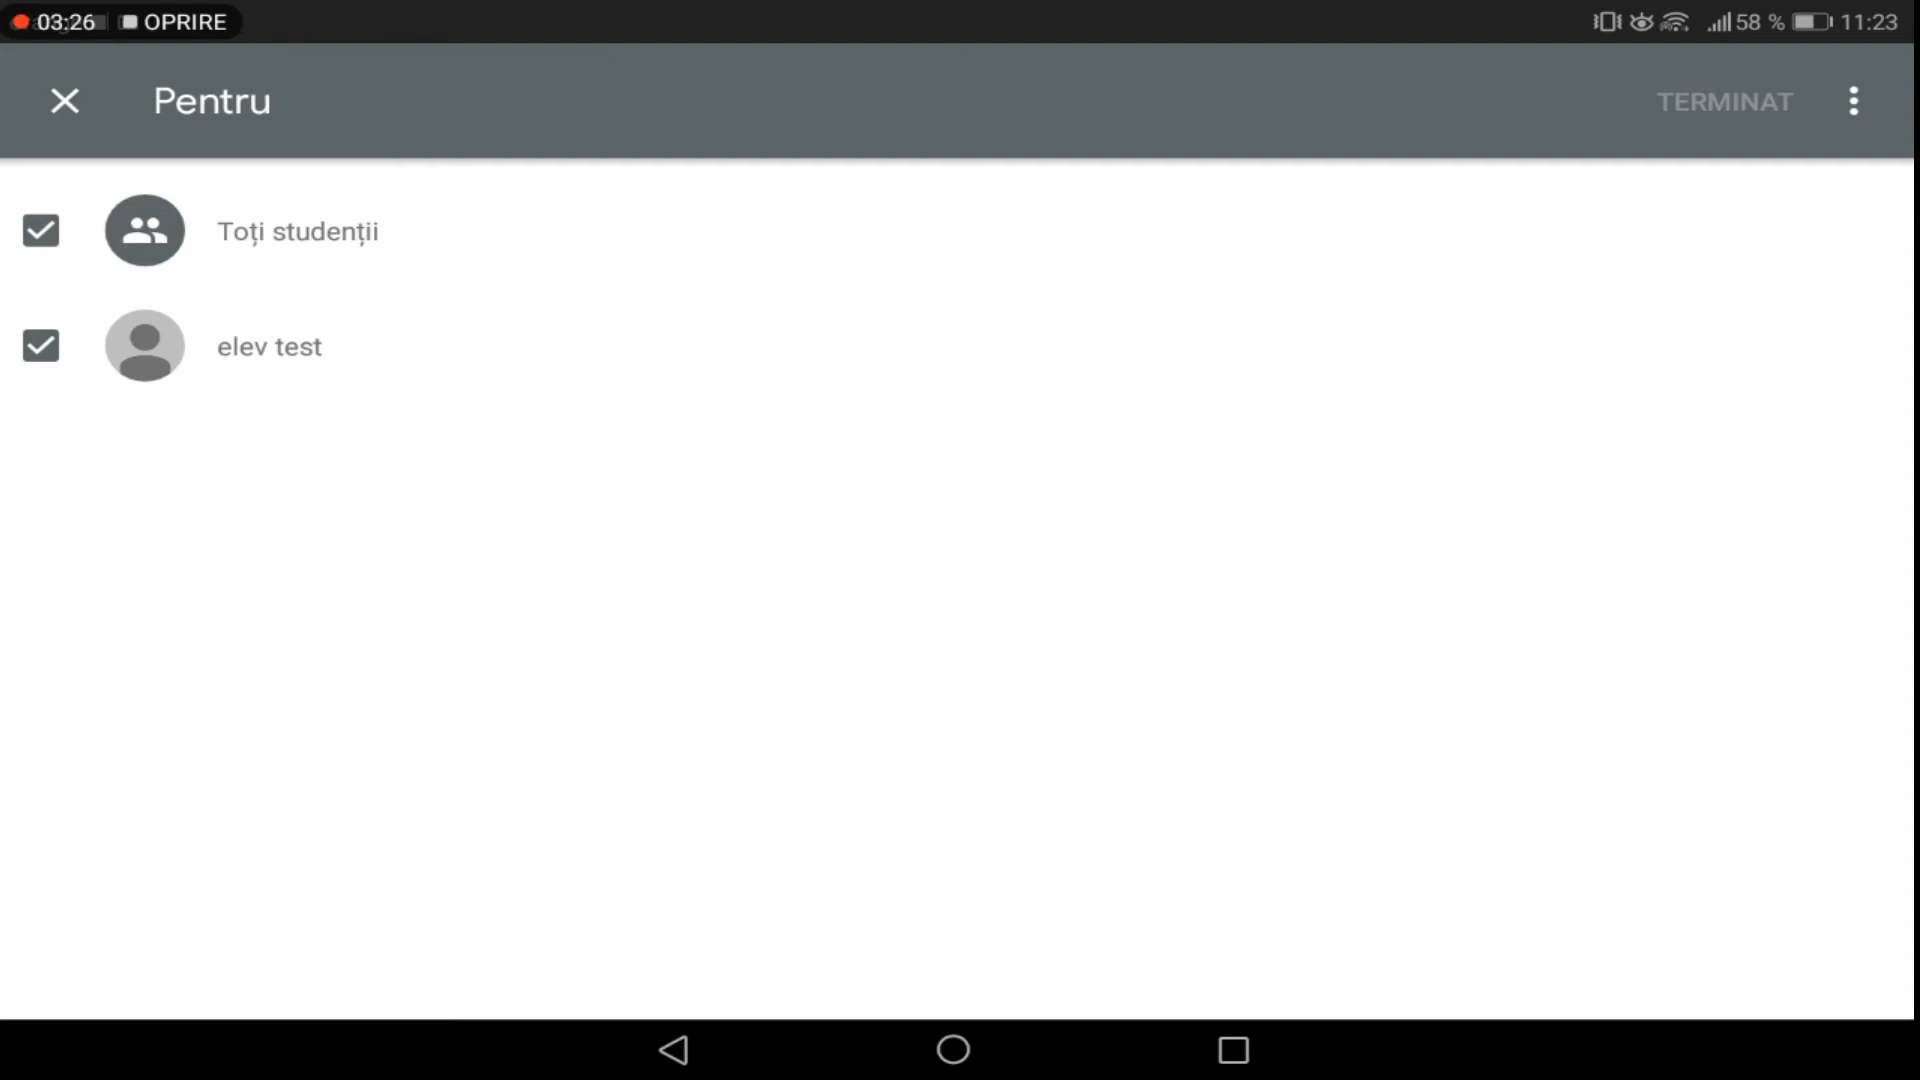 03:26 OPRIRE 58 % 11:23
Pentru TERMINAT
Toți studenții
elev test